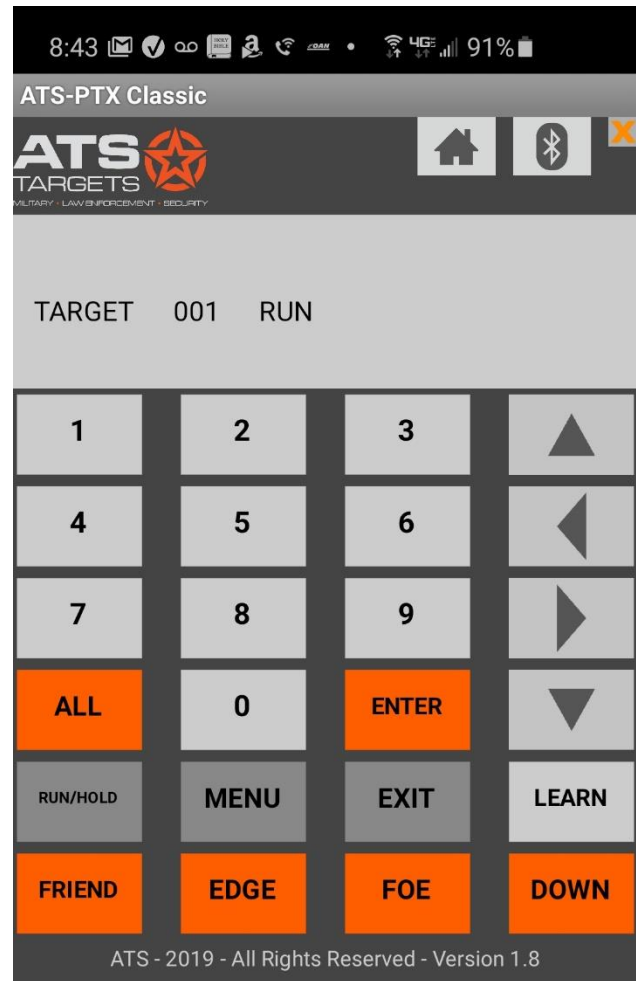 8:43 91%
ATS-PTX Classic
ATS
TARGETS
MILITARY - LAW ENFORCEMENT - SECURITY
X
TARGET 001 RUN
1 2 3
4 5 6
7 8 9
ALL 0 ENTER
RUN/HOLD MENU EXIT LEARN
FRIEND EDGE FOE DOWN
ATS - 2019 - All Rights Reserved - Version 1.8